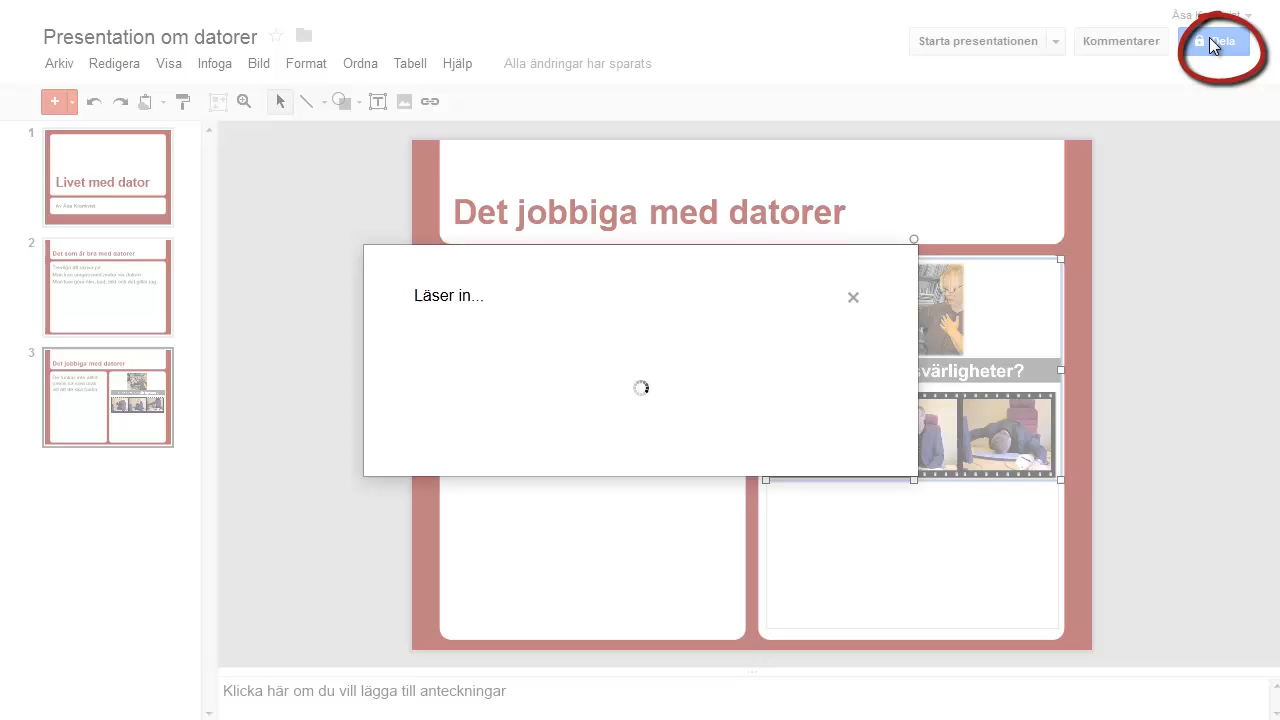 Presentation om datorer
Starta presentationen
Kommentarer
Dela
Arkiv Redigera Visa Infoga Bild Format Ordna Tabell Hjälp Alla ändringar har sparats
1
Livet med dator
2
Det som är bra med datorer
3
Det jobbiga med datorer
Det jobbiga med datorer
Läser in...
svärligheter?
Klicka här om du vill lägga till anteckningar